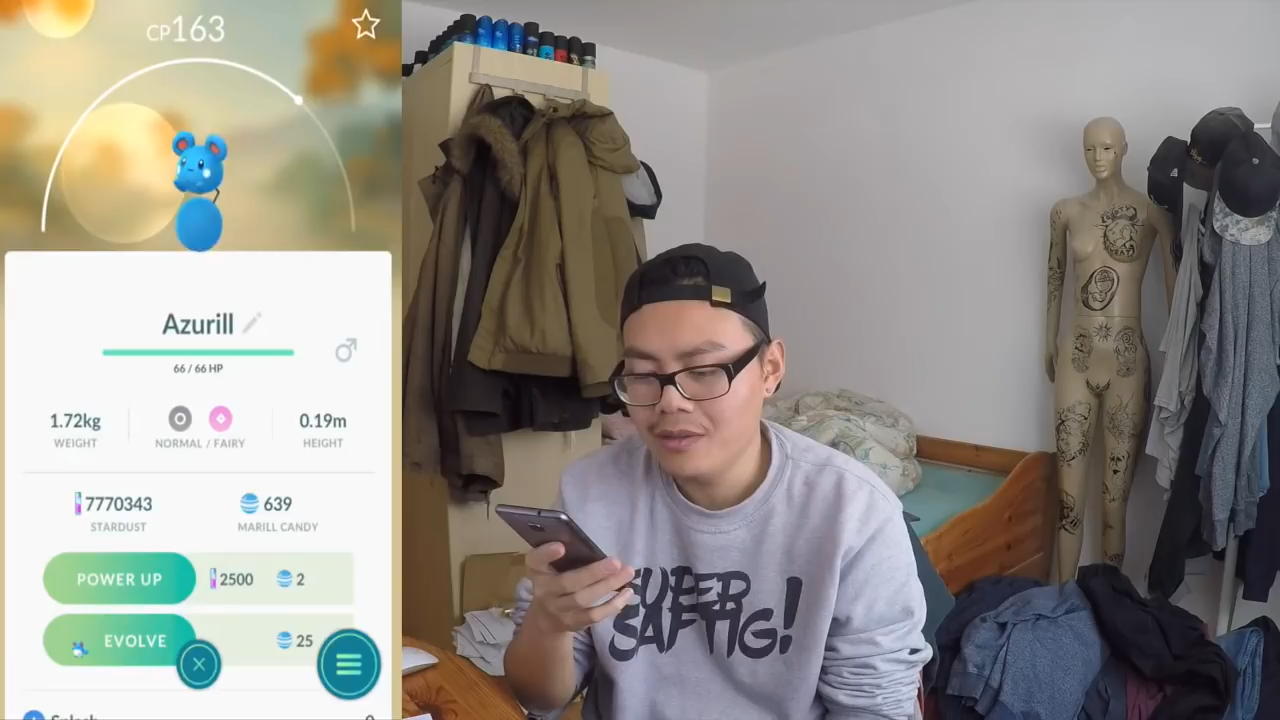 CP163
Azurill
66 / 66 HP
1.72kg
WEIGHT
NORMAL / FAIRY
0.19m
HEIGHT
7770343
STARDUST
639
MARILL CANDY
POWER UP
2500
2
EVOLVE
25
Splash
SUPER
SAFTIG!